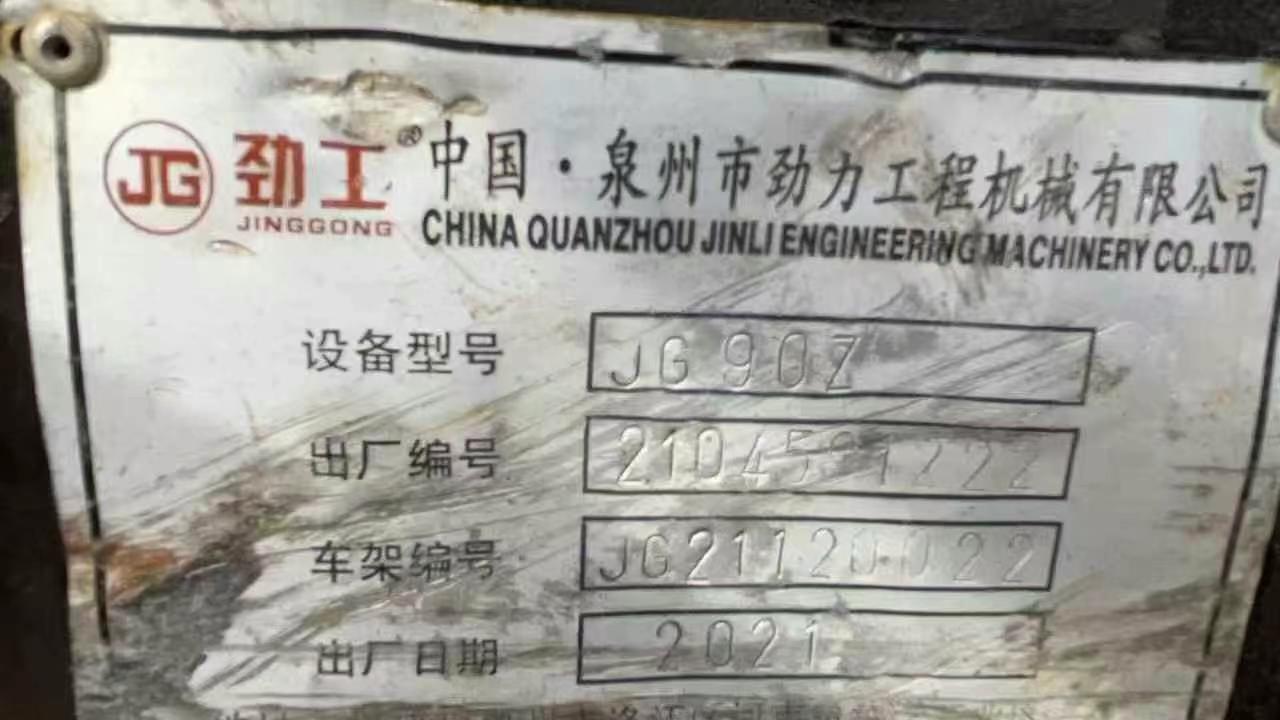 JG 劲工® 中国·泉州市劲力工程机械有限公司
JINGGONG CHINA QUANZHOU JINLI ENGINEERING MACHINERY CO.,LTD.
设备型号 JG 90Z
出厂编号
车架编号 JG21120022
出厂日期 2021